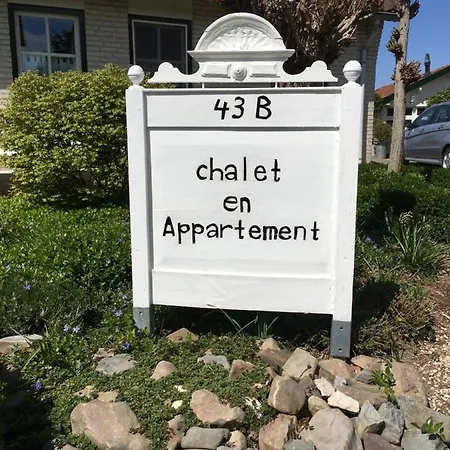 43 B
chalet
en
Appartement